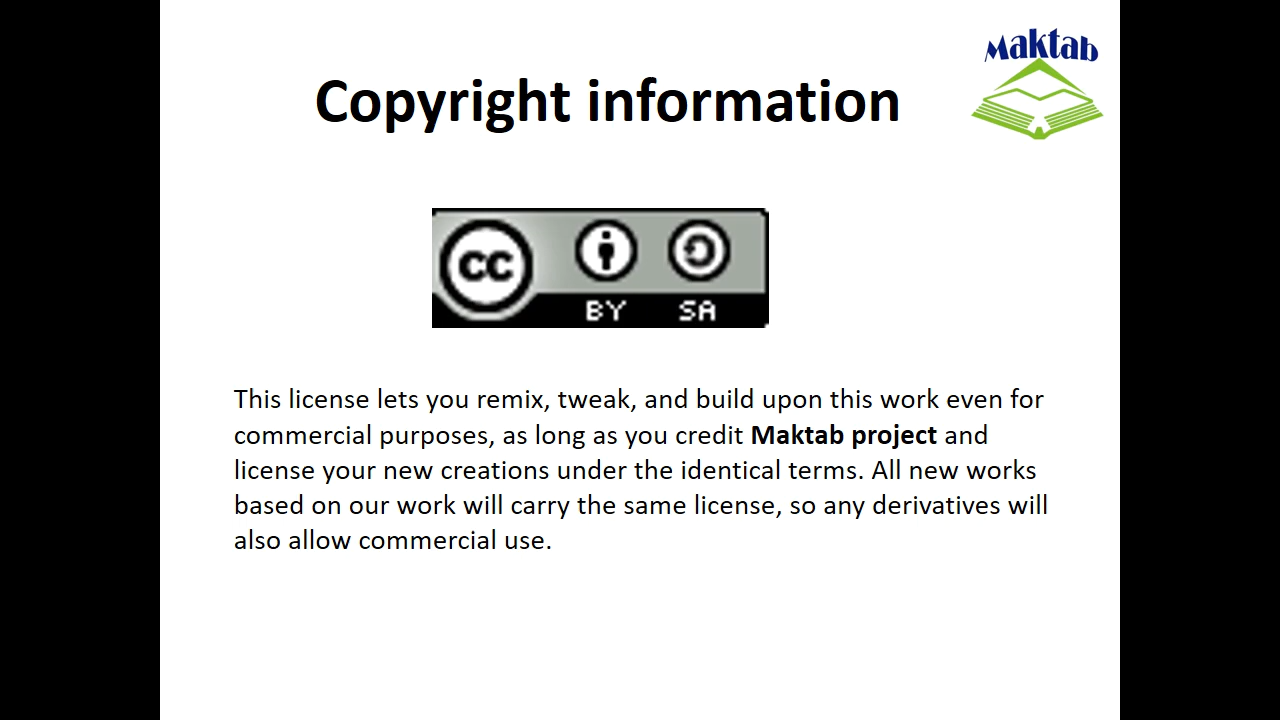 Maktab
Copyright information
CC
BY SA
This license lets you remix, tweak, and build upon this work even for
commercial purposes, as long as you credit Maktab project and
license your new creations under the identical terms. All new works
based on our work will carry the same license, so any derivatives will
also allow commercial use.